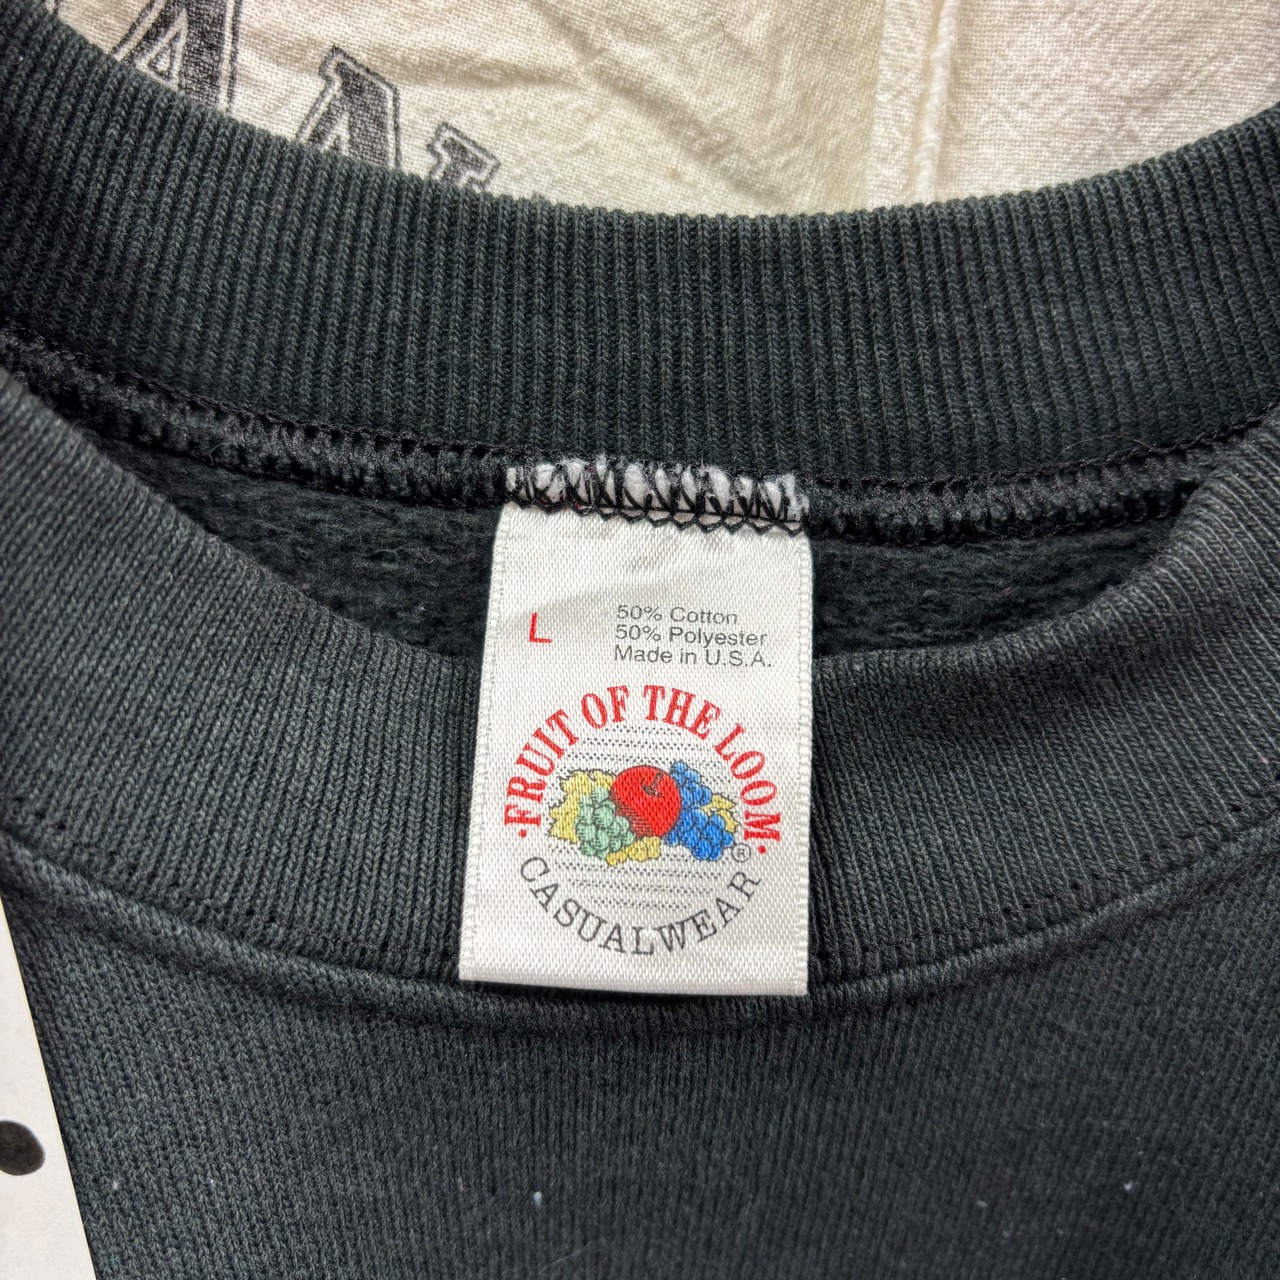 L
50% Cotton
50% Polyester
Made in U.S.A.
·FRUIT OF THE LOOM·
®
CASUALWEAR